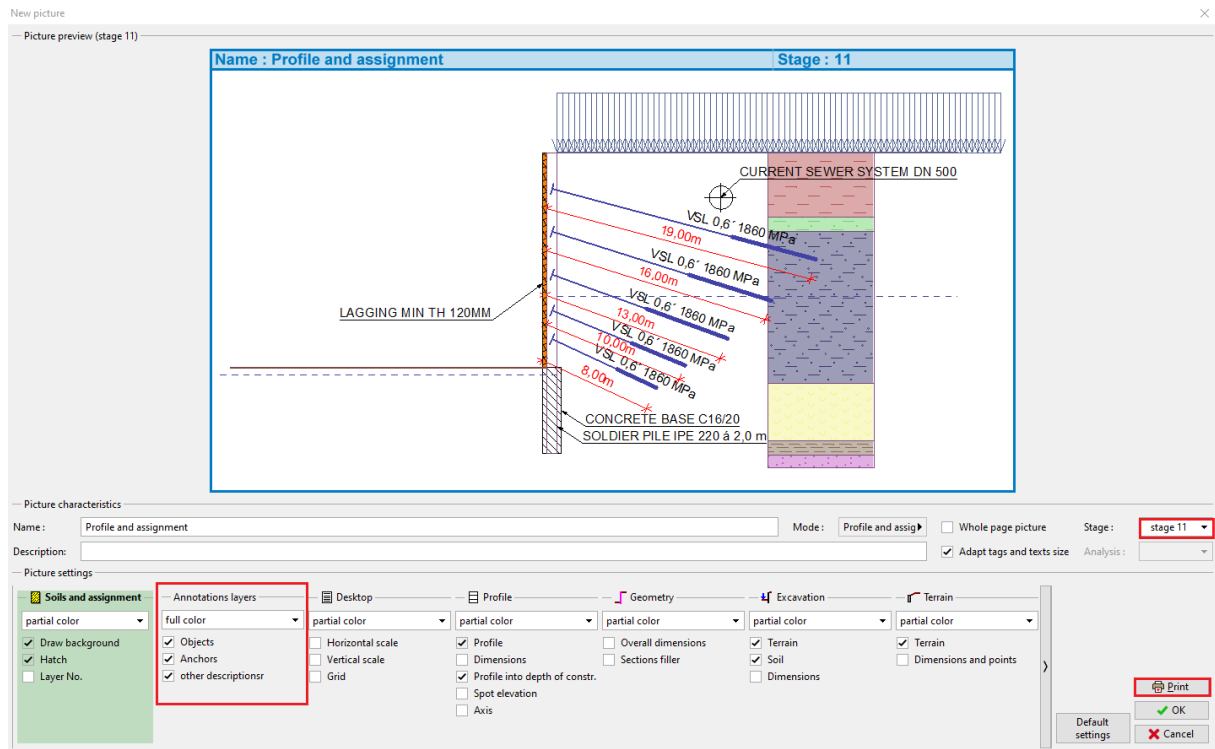 New picture
Picture preview (stage 11)
Name : Profile and assignment
Stage : 11
CURRENT SEWER SYSTEM DN 500
VSL 0,6´ 1860 MPa
19,00m
VSL 0,6´ 1860 MPa
16,00m
VSL 0,6´ 1860 MPa
LAGGING MIN TH 120MM
13,00m
VSL 0,6´ 1860 MPa
10,00m
VSL 0,6´ 1860 MPa
8,00m
CONCRETE BASE C16/20
SOLDIER PILE IPE 220 á 2,0 m
Picture characteristics
Name :
Profile and assignment
Mode :
Profile and assig
Whole page picture
Stage :
stage 11
Description:
Adapt tags and texts size
Analysis :
Picture settings
Soils and assignment
partial color
Draw background
Hatch
Layer No.
Annotations layers
full color
Objects
Anchors
other descriptionsr
Desktop
partial color
Horizontal scale
Vertical scale
Grid
Profile
partial color
Profile
Dimensions
Profile into depth of constr.
Spot elevation
Axis
Geometry
partial color
Overall dimensions
Sections filler
Excavation
partial color
Terrain
Soil
Dimensions
Terrain
partial color
Terrain
Dimensions and points
Default
settings
Print
OK
Cancel